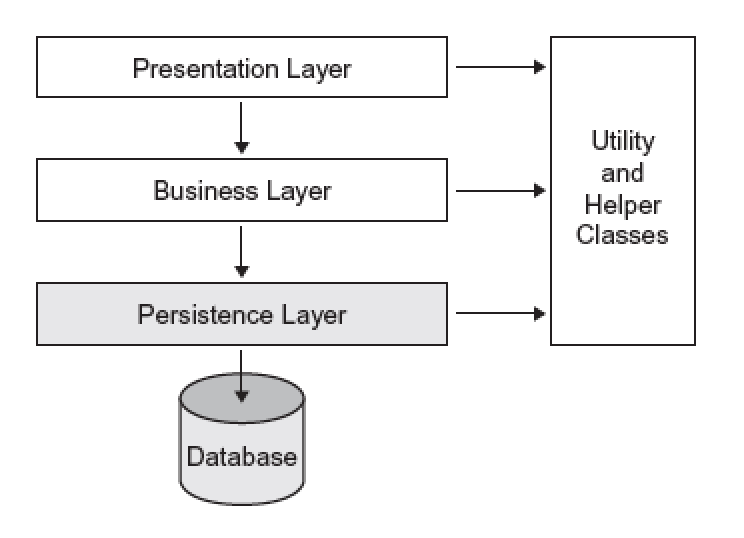 Presentation Layer
Business Layer
Persistence Layer
Database
Utility
and
Helper
Classes